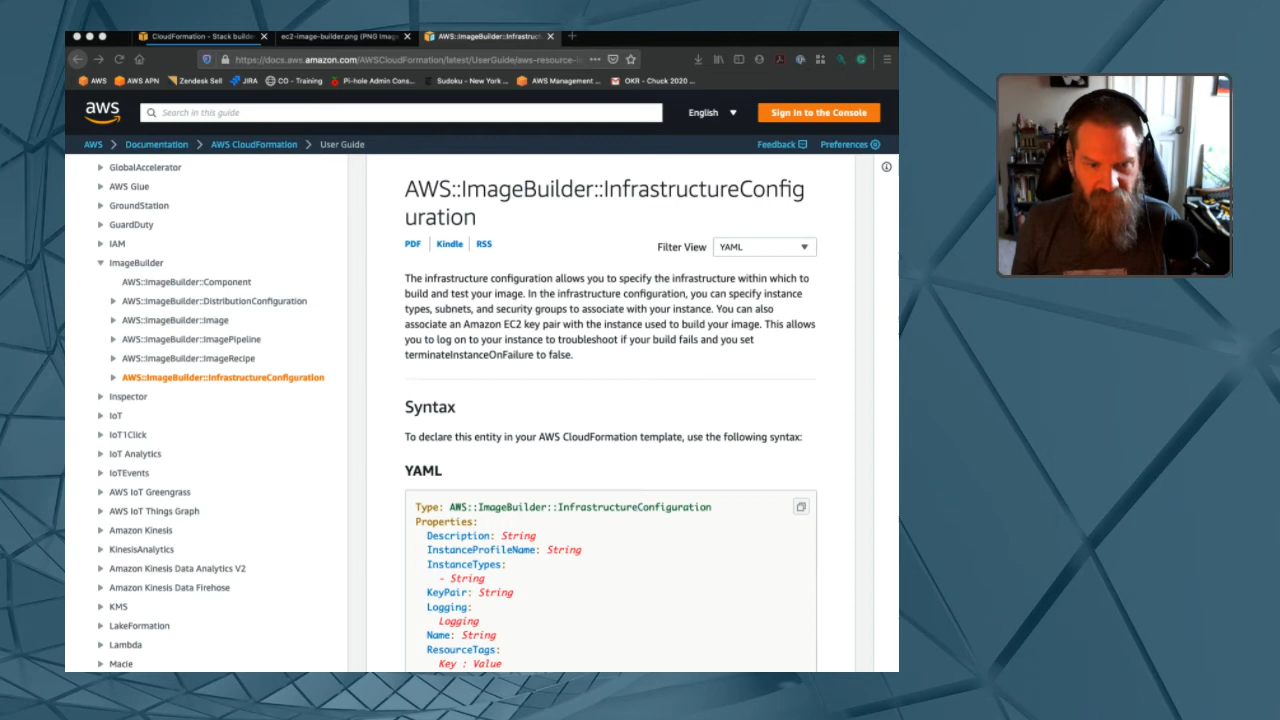 CloudFormation - Stack builde
ec2-image-builder.png (PNG Imag
AWS::ImageBuilder::Infrastruct
https://docs.aws.amazon.com/AWSCloudFormation/latest/UserGuide/aws-resource-i
AWS
AWS APN
Zendesk Sell
JIRA
CO - Training
Pi-hole Admin Cons...
Sudoku - New York ...
AWS Management ...
OKR - Chuck 2020 ...
aws
Search in this guide
English
Sign In to the Console
AWS
Documentation
AWS CloudFormation
User Guide
Feedback
Preferences
GlobalAccelerator
AWS Glue
GroundStation
GuardDuty
IAM
ImageBuilder
AWS::ImageBuilder::Component
AWS::ImageBuilder::DistributionConfiguration
AWS::ImageBuilder::Image
AWS::ImageBuilder::ImagePipeline
AWS::ImageBuilder::ImageRecipe
AWS::ImageBuilder::InfrastructureConfiguration
Inspector
IoT
IoT1Click
IoT Analytics
IoTEvents
AWS IoT Greengrass
AWS IoT Things Graph
Amazon Kinesis
KinesisAnalytics
Amazon Kinesis Data Analytics V2
Amazon Kinesis Data Firehose
KMS
LakeFormation
Lambda
Macie
AWS::ImageBuilder::InfrastructureConfig
uration
PDF
Kindle
RSS
Filter View
YAML
The infrastructure configuration allows you to specify the infrastructure within which to
build and test your image. In the infrastructure configuration, you can specify instance
types, subnets, and security groups to associate with your instance. You can also
associate an Amazon EC2 key pair with the instance used to build your image. This allows
you to log on to your instance to troubleshoot if your build fails and you set
terminateInstanceOnFailure to false.
Syntax
To declare this entity in your AWS CloudFormation template, use the following syntax:
YAML
Type: AWS::ImageBuilder::InfrastructureConfiguration
Properties:
Description: String
InstanceProfileName: String
InstanceTypes:
- String
KeyPair: String
Logging:
Logging
Name: String
ResourceTags:
Key : Value